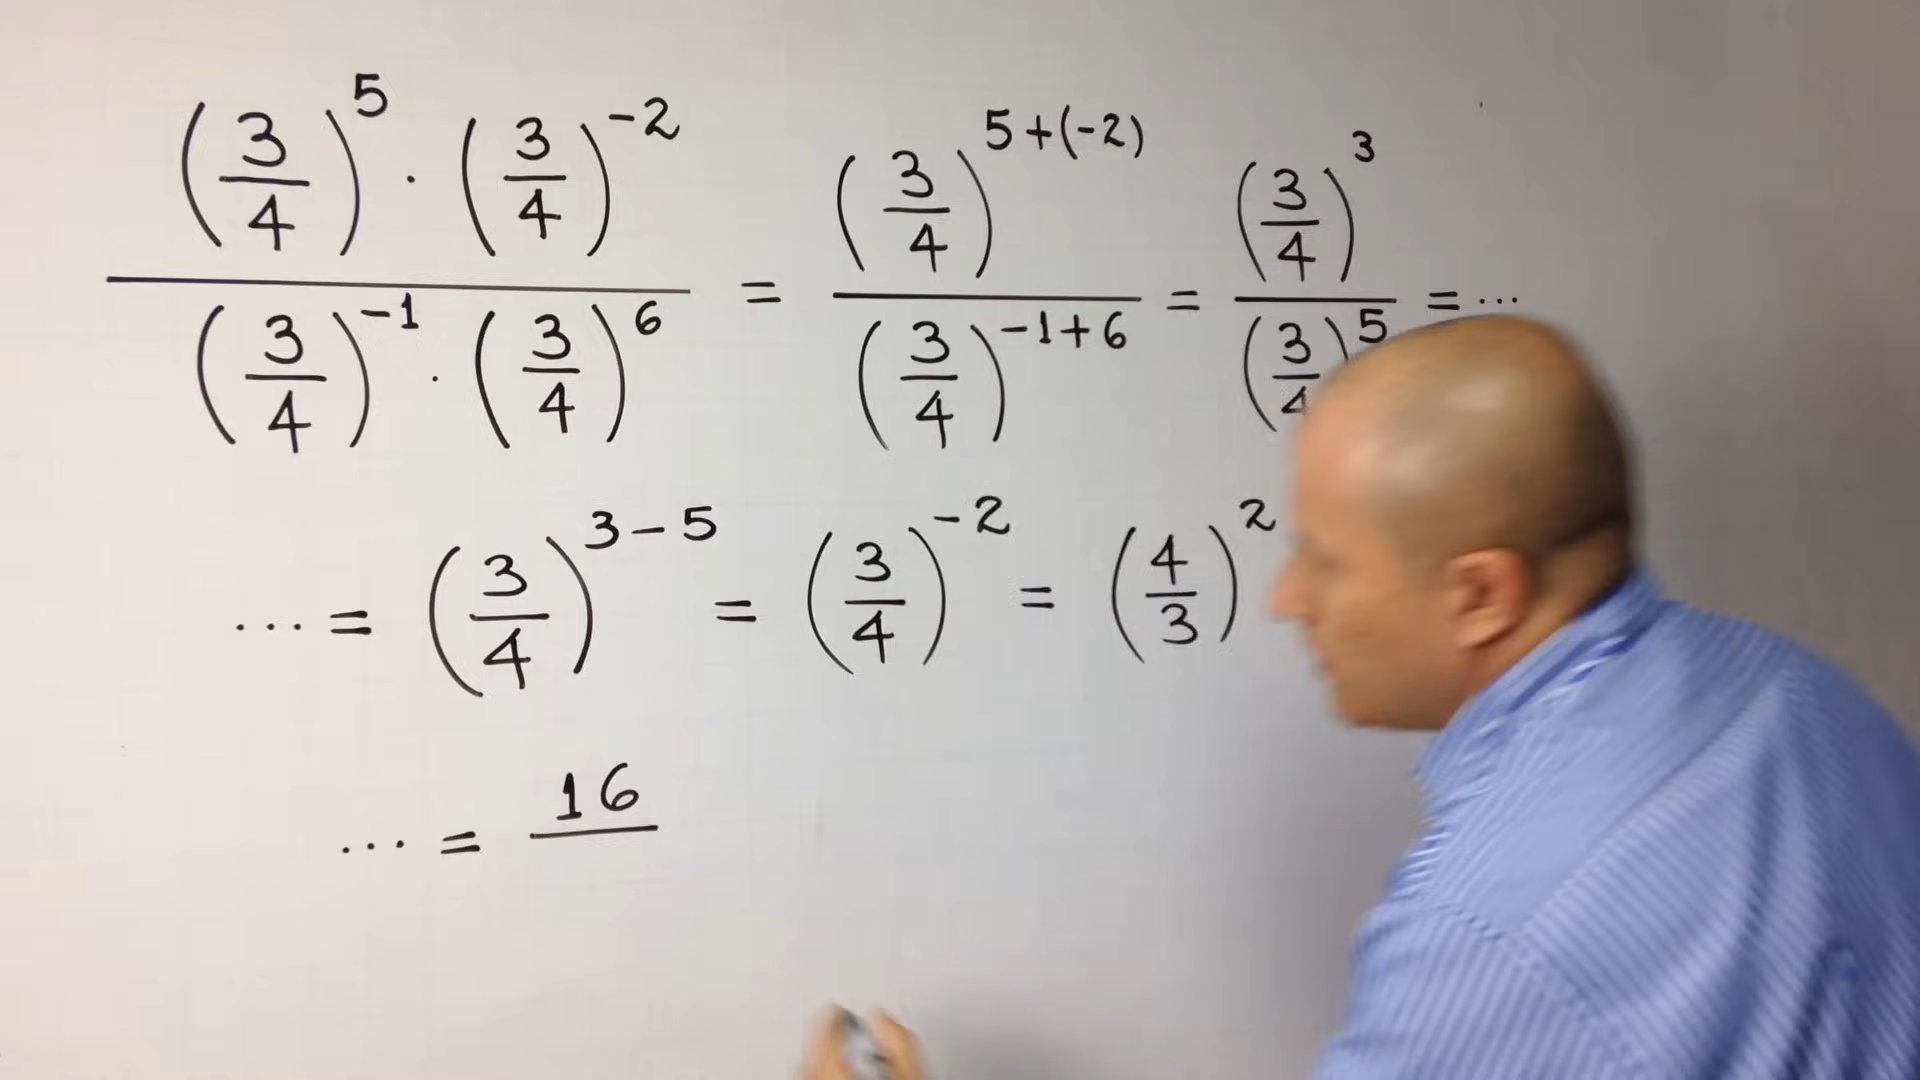 (3/4)^5 · (3/4)^-2 / (3/4)^-1 · (3/4)^6 = (3/4)^5+(-2) / (3/4)^-1+6 = (3/4)^3 / (3/4)^5 = ...
... = (3/4)^3-5 = (3/4)^-2 = (4/3)^2
... = 16/